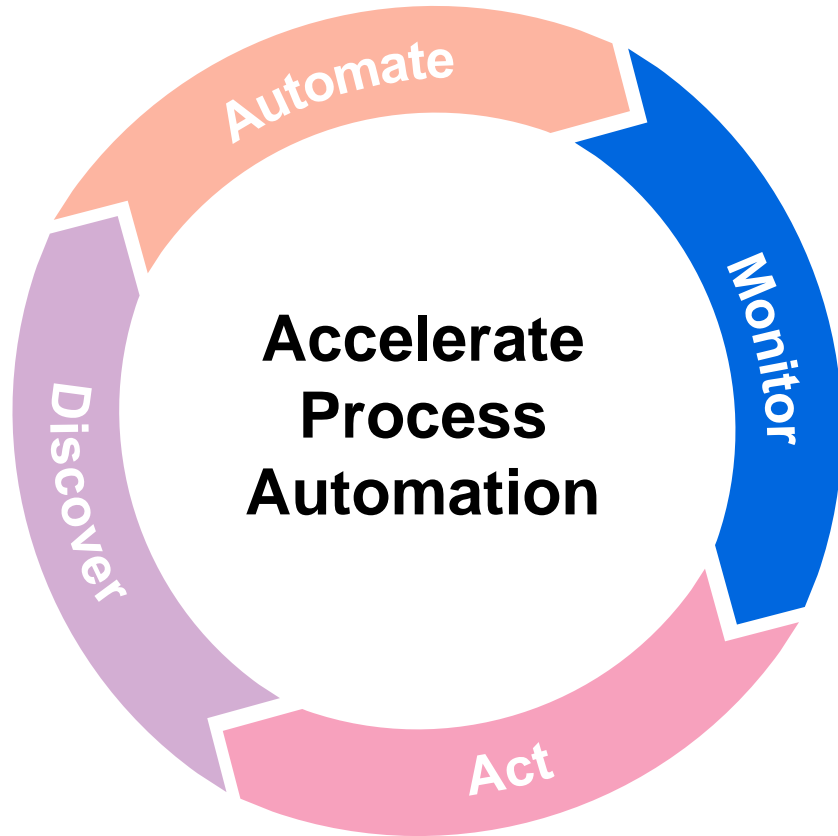 Automate
Monitor
Accelerate
Process
Automation
Discover
Act